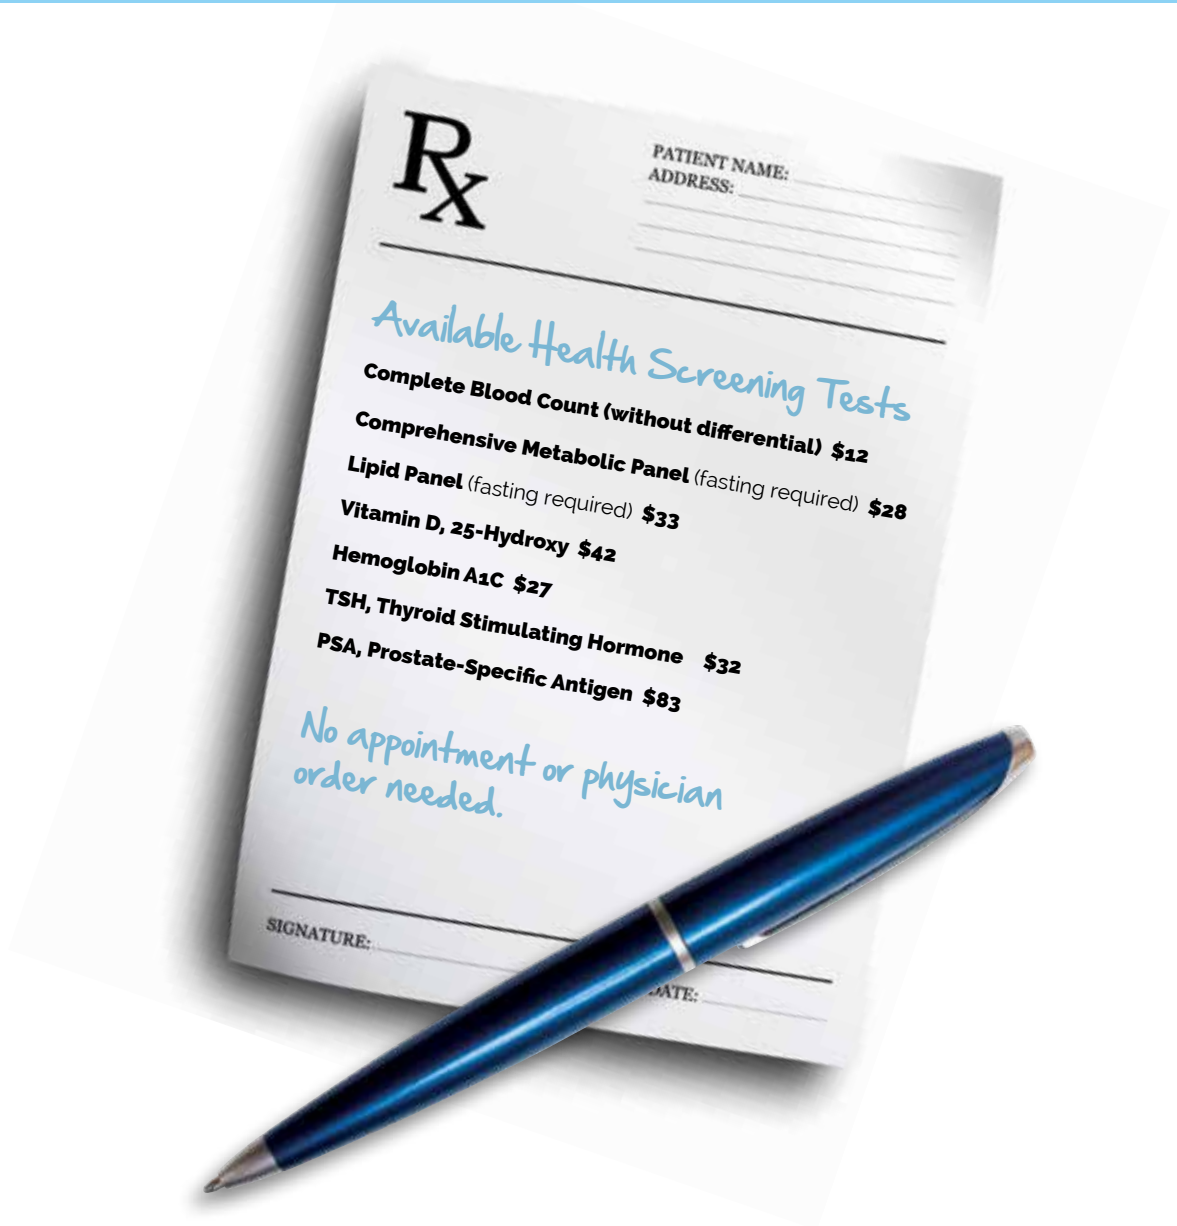 Rx
PATIENT NAME:
ADDRESS:
Available Health Screening Tests
Complete Blood Count (without differential) $12
Comprehensive Metabolic Panel (fasting required) $28
Lipid Panel (fasting required) $33
Vitamin D, 25-Hydroxy $42
Hemoglobin A1C $27
TSH, Thyroid Stimulating Hormone $32
PSA, Prostate-Specific Antigen $83
No appointment or physician
order needed.
SIGNATURE:
DATE: